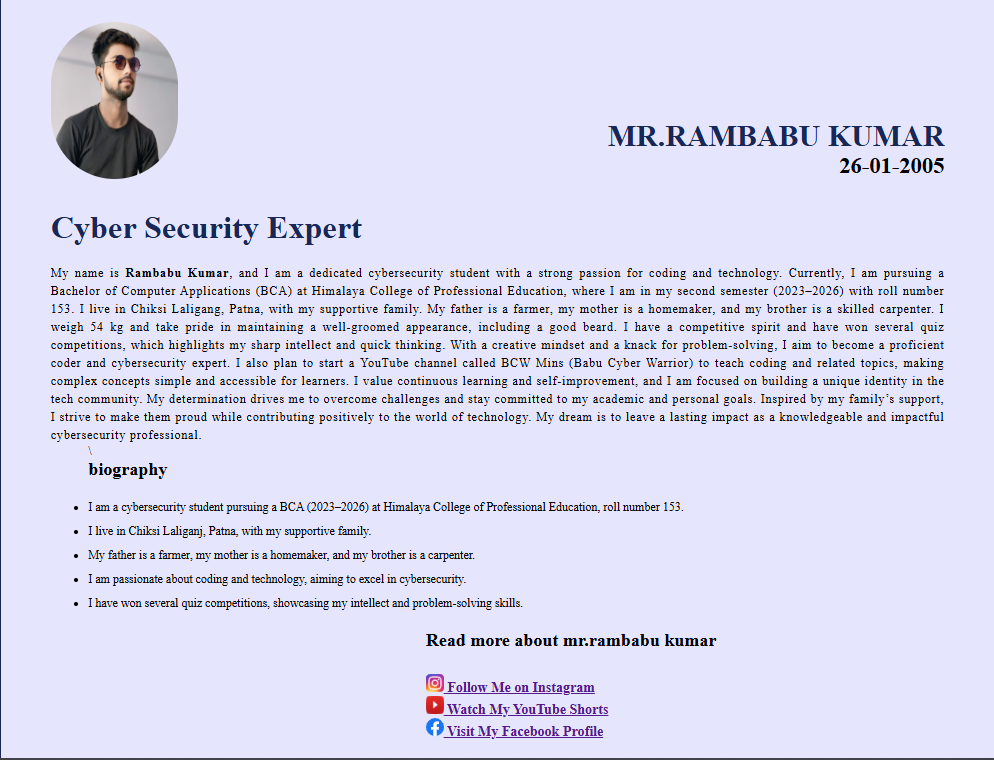 MR.RAMBABU KUMAR
26-01-2005
Cyber Security Expert
My name is Rambabu Kumar, and I am a dedicated cybersecurity student with a strong passion for coding and technology. Currently, I am pursuing a
Bachelor of Computer Applications (BCA) at Himalaya College of Professional Education, where I am in my second semester (2023–2026) with roll number
153. I live in Chiksi Laligang, Patna, with my supportive family. My father is a farmer, my mother is a homemaker, and my brother is a skilled carpenter. I
weigh 54 kg and take pride in maintaining a well-groomed appearance, including a good beard. I have a competitive spirit and have won several quiz
competitions, which highlights my sharp intellect and quick thinking. With a creative mindset and a knack for problem-solving, I aim to become a proficient
coder and cybersecurity expert. I also plan to start a YouTube channel called BCW Mins (Babu Cyber Warrior) to teach coding and related topics, making
complex concepts simple and accessible for learners. I value continuous learning and self-improvement, and I am focused on building a unique identity in the
tech community. My determination drives me to overcome challenges and stay committed to my academic and personal goals. Inspired by my family’s support,
I strive to make them proud while contributing positively to the world of technology. My dream is to leave a lasting impact as a knowledgeable and impactful
cybersecurity professional.
\
biography
• I am a cybersecurity student pursuing a BCA (2023–2026) at Himalaya College of Professional Education, roll number 153.
• I live in Chiksi Laliganj, Patna, with my supportive family.
• My father is a farmer, my mother is a homemaker, and my brother is a carpenter.
• I am passionate about coding and technology, aiming to excel in cybersecurity.
• I have won several quiz competitions, showcasing my intellect and problem-solving skills.
Read more about mr.rambabu kumar
Follow Me on Instagram
Watch My YouTube Shorts
Visit My Facebook Profile